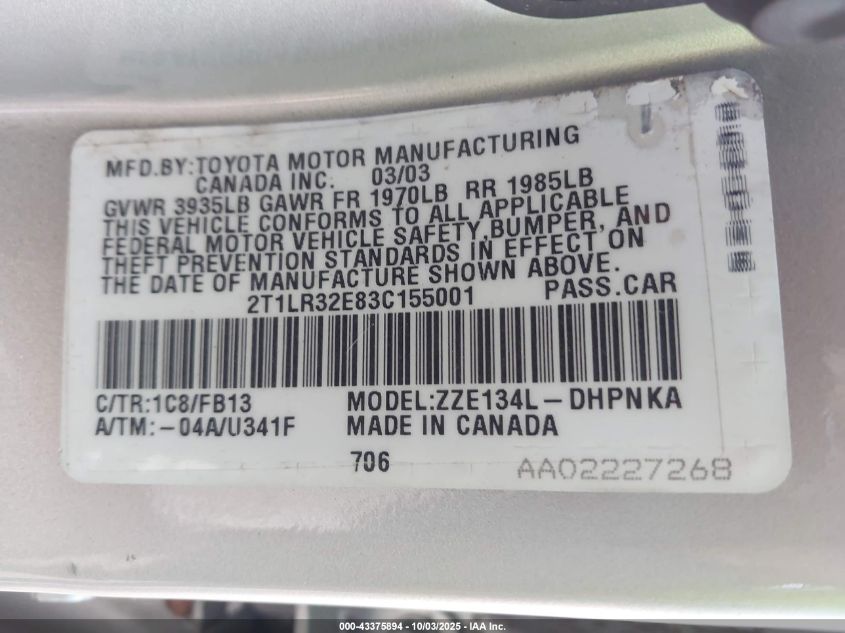 MFD.BY:TOYOTA MOTOR MANUFACTURING
CANADA INC. 03/03
GVWR 3935LB GAWR FR 1970LB RR 1985LB
THIS VEHICLE CONFORMS TO ALL APPLICABLE
FEDERAL MOTOR VEHICLE SAFETY,BUMPER, AND
THEFT PREVENTION STANDARDS IN EFFECT ON
THE DATE OF MANUFACTURE SHOWN ABOVE.
2T1LR32E83C155001 PASS.CAR
C/TR:1C8/FB13 MODEL:ZZE134L-DHPNKA
A/TM:-04A/U341F MADE IN CANADA
706 AA02227268
000-43375894 - 10/03/2025 - IAA Inc.